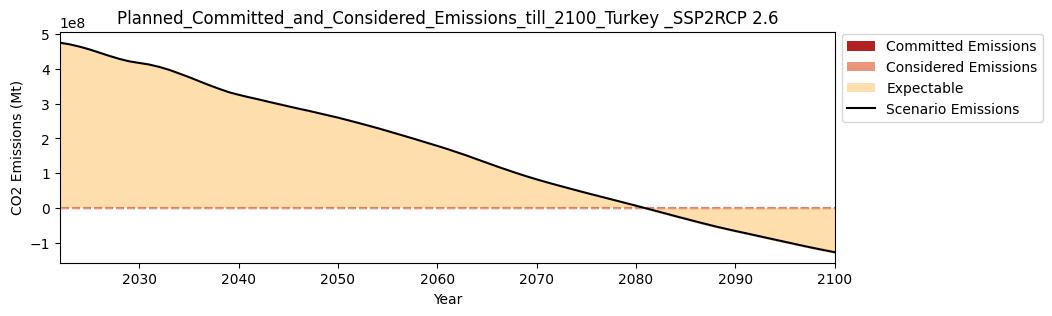 Planned_Committed_and_Considered_Emissions_till_2100_Turkey _SSP2RCP 2.6
1e8
5
4
3
2
1
0
−1
CO2 Emissions (Mt)
2030 2040 2050 2060 2070 2080 2090 2100
Year
Committed Emissions
Considered Emissions
Expectable
Scenario Emissions